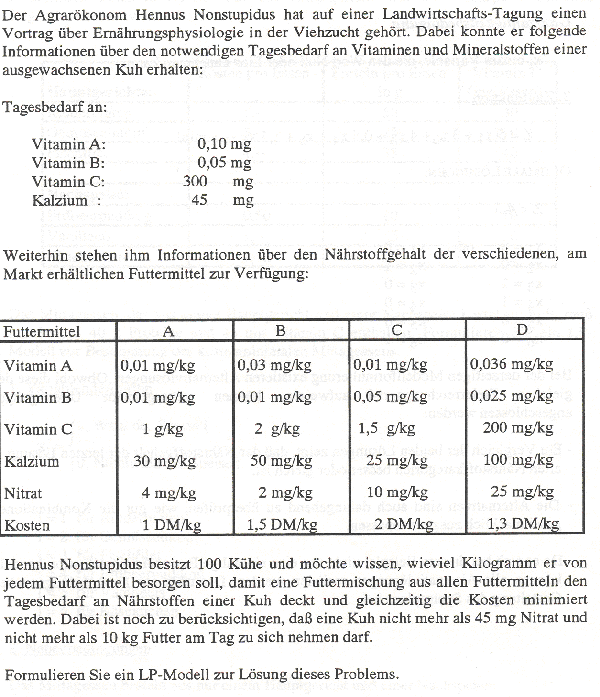 Der Agrarökonom Hennus Nonstupidus hat auf einer Landwirtschafts-Tagung einen
Vortrag über Ernährungsphysiologie in der Viehzucht gehört. Dabei konnte er folgende
Informationen über den notwendigen Tagesbedarf an Vitaminen und Mineralstoffen einer
ausgewachsenen Kuh erhalten:
Tagesbedarf an:
Vitamin A: 0,10 mg
Vitamin B: 0,05 mg
Vitamin C: 300 mg
Kalzium : 45 mg
Weiterhin stehen ihm Informationen über den Nährstoffgehalt der verschiedenen, am
Markt erhältlichen Futtermittel zur Verfügung:
Futtermittel A B C D
Vitamin A 0,01 mg/kg 0,03 mg/kg 0,01 mg/kg 0,036 mg/kg
Vitamin B 0,01 mg/kg 0,01 mg/kg 0,05 mg/kg 0,025 mg/kg
Vitamin C 1 g/kg 2 g/kg 1,5 g/kg 200 mg/kg
Kalzium 30 mg/kg 50 mg/kg 25 mg/kg 100 mg/kg
Nitrat 4 mg/kg 2 mg/kg 10 mg/kg 25 mg/kg
Kosten 1 DM/kg 1,5 DM/kg 2 DM/kg 1,3 DM/kg
Hennus Nonstupidus besitzt 100 Kühe und möchte wissen, wieviel Kilogramm er von
jedem Futtermittel besorgen soll, damit eine Futtermischung aus allen Futtermitteln den
Tagesbedarf an Nährstoffen einer Kuh deckt und gleichzeitig die Kosten minimiert
werden. Dabei ist noch zu berücksichtigen, daß eine Kuh nicht mehr als 45 mg Nitrat und
nicht mehr als 10 kg Futter am Tag zu sich nehmen darf.
Formulieren Sie ein LP-Modell zur Lösung dieses Problems.